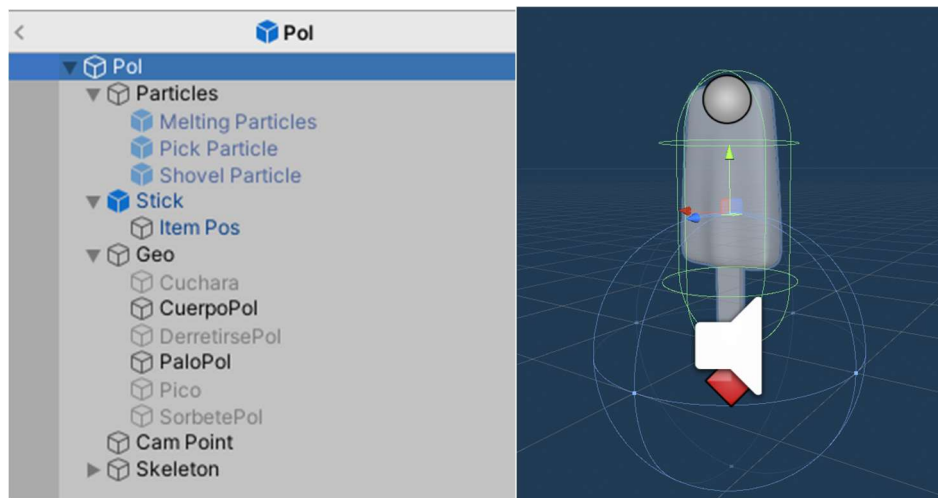 Pol
Pol
Particles
Melting Particles
Pick Particle
Shovel Particle
Stick
Item Pos
Geo
Cuchara
CuerpoPol
DerretirsePol
PaloPol
Pico
SorbetePol
Cam Point
Skeleton